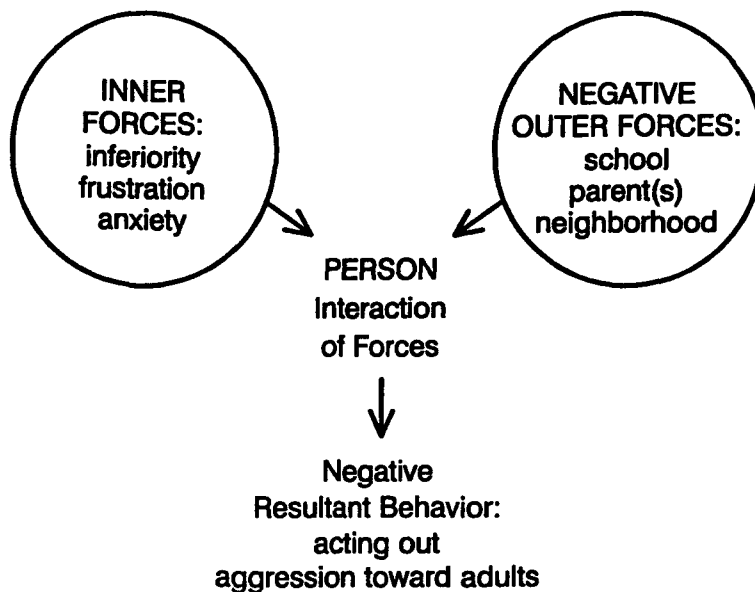 INNER
FORCES:
inferiority
frustration
anxiety
NEGATIVE
OUTER FORCES:
school
parent(s)
neighborhood
PERSON
Interaction
of Forces
Negative
Resultant Behavior:
acting out
aggression toward adults